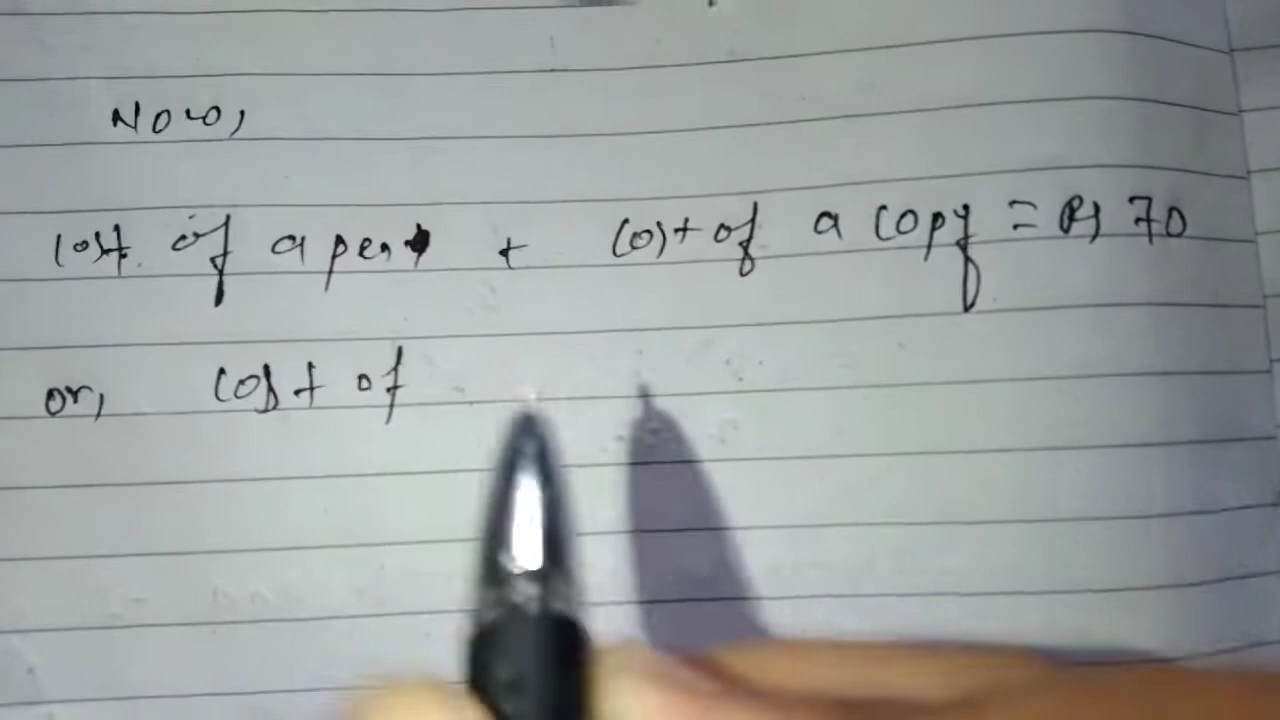 Now,
Cost of a pen + Cost of a copy = Rs 70
or, Cost of